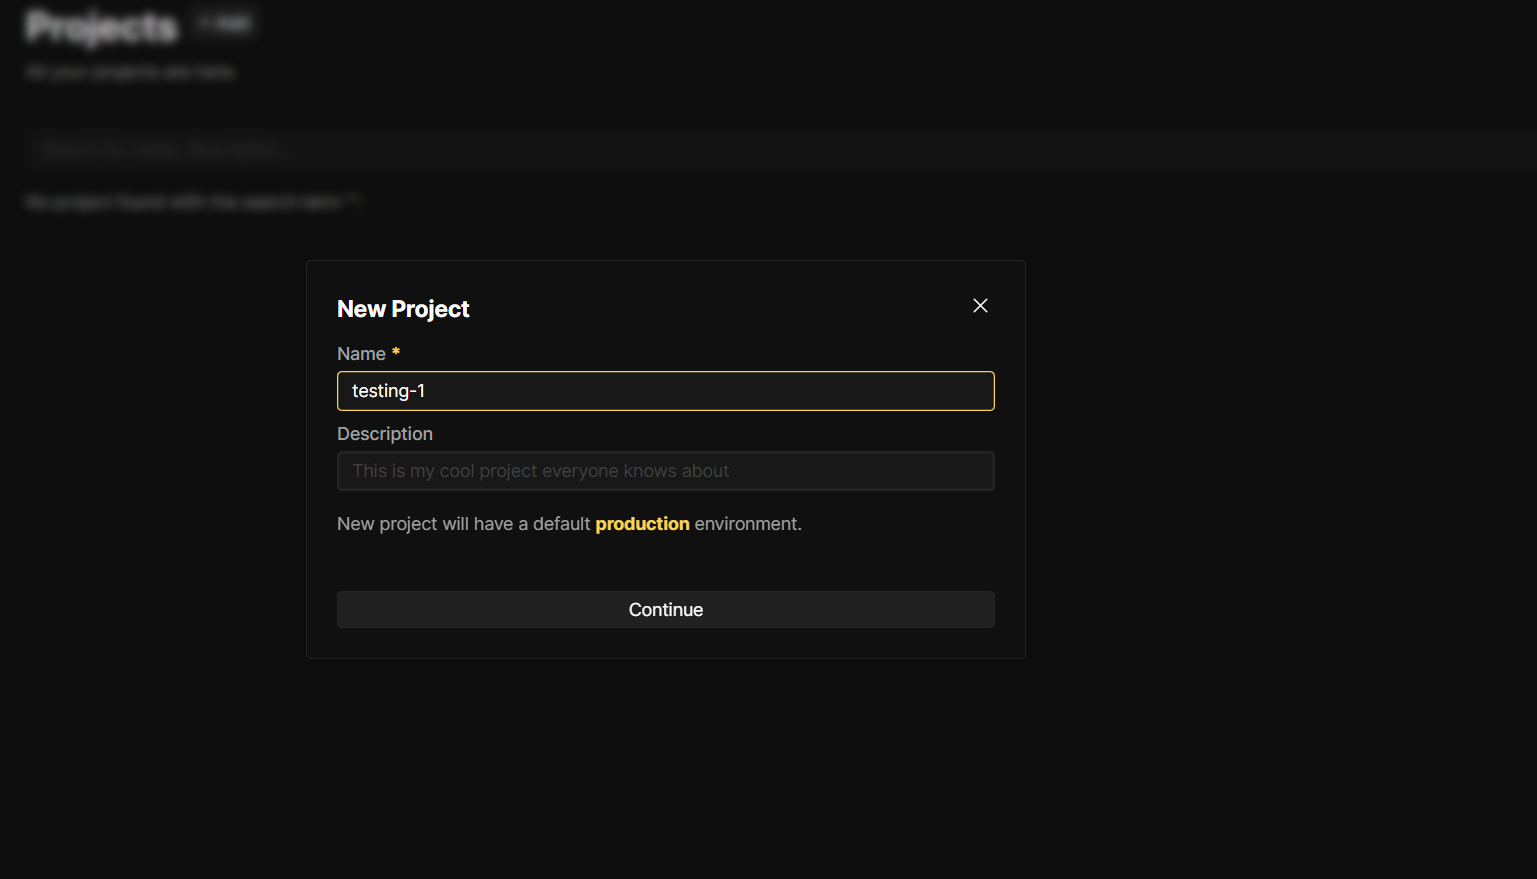 Projects + Add
All your projects are here.
No project found with the search term "".
New Project
Name *
testing-1
Description
This is my cool project everyone knows about
New project will have a default production environment.
Continue